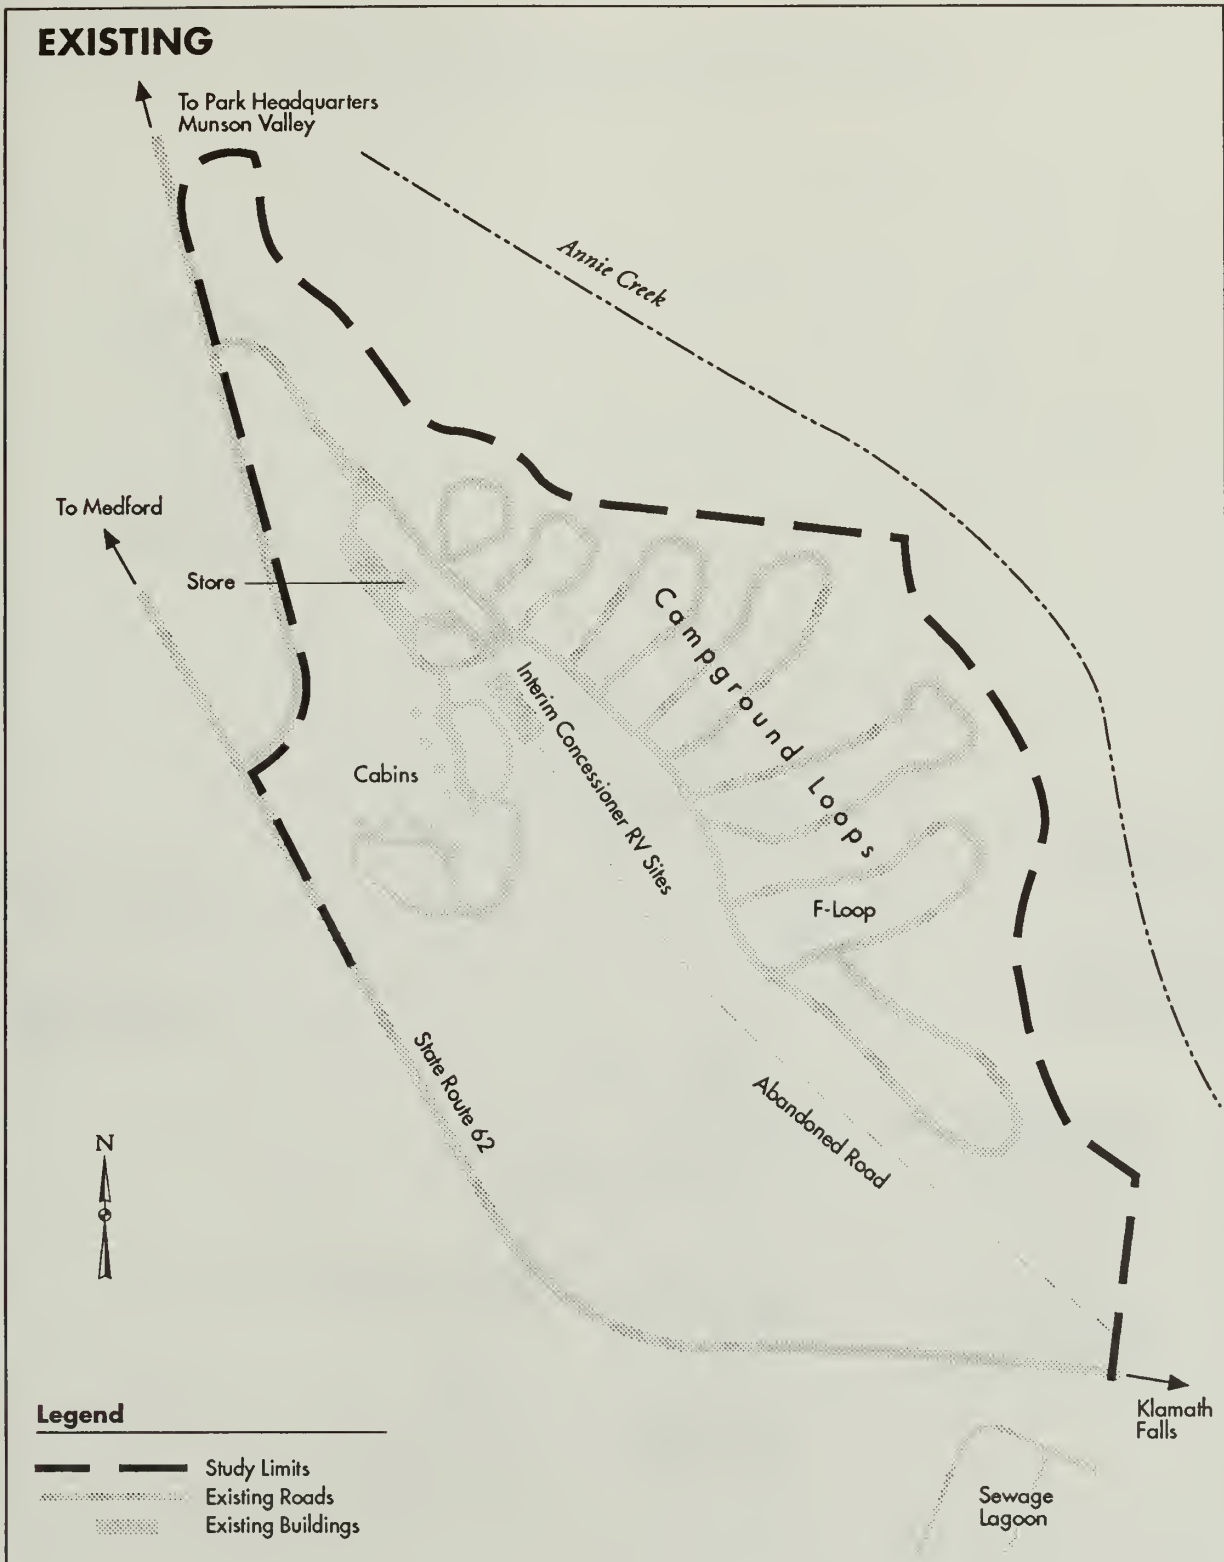 EXISTING
To Park Headquarters
Munson Valley
Annie Creek
To Medford
Store
Campground Loops
Interim Concessioner RV Sites
Cabins
F-Loop
State Route 62
Abandoned Road
N
Legend
Study Limits
Existing Roads
Existing Buildings
Klamath
Falls
Sewage
Lagoon